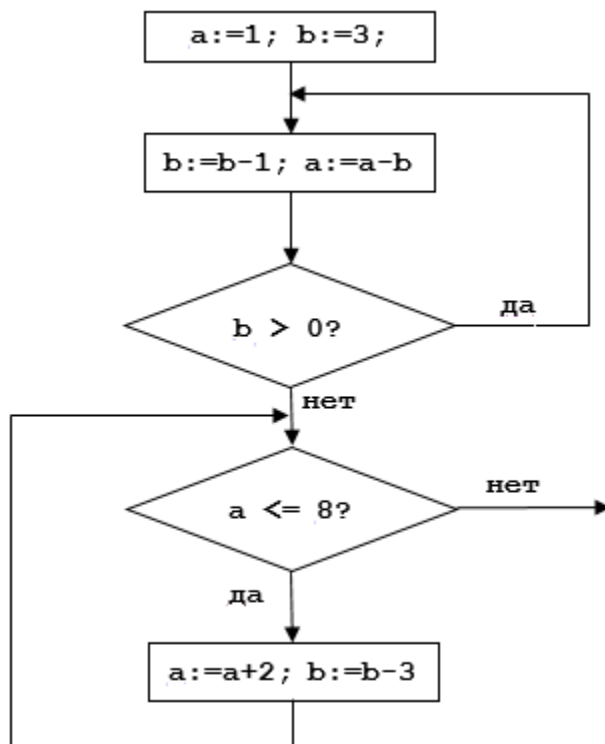 a:=1; b:=3;
b:=b-1; a:=a-b
b > 0?
да
нет
a <= 8?
нет
да
a:=a+2; b:=b-3